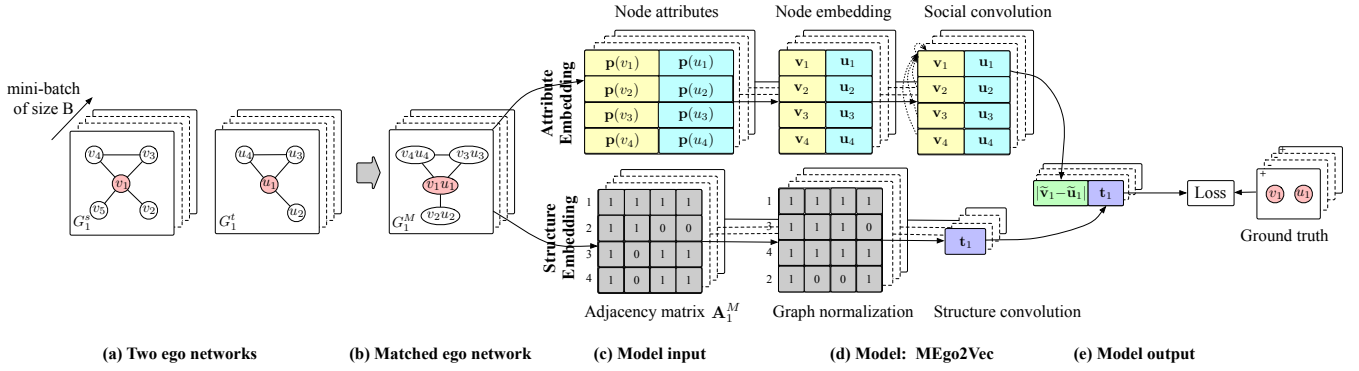 Node attributes
Node embedding
Social convolution
mini-batch
of size B
Attribute
Embedding
p(v₁) p(u₁)
p(v₂) p(u₂)
p(v₃) p(u₃)
p(v₄) p(u₄)
v₁ u₁
v₂ u₂
v₃ u₃
v₄ u₄
v₁ u₁
v₂ u₂
v₃ u₃
v₄ u₄
v₄ v₃
v₁
v₅ v₂
G₁ˢ
u₄ u₃
u₁
u₂
G₁ᵗ
v₄u₄ v₃u₃
v₁u₁
v₂u₂
G₁ᴹ
Structure
Embedding
1 1 1 1 1
2 1 1 0 0
3 1 0 1 1
4 1 0 1 1
1 1 1 1 1
3 1 1 1 0
4 1 1 1 1
2 1 0 0 1
t₁
|ṽ₁−ũ₁| t₁
Loss
+
+
v₁ u₁
Ground truth
Adjacency matrix A₁ᴹ
Graph normalization
Structure convolution
(a) Two ego networks
(b) Matched ego network
(c) Model input
(d) Model: MEgo2Vec
(e) Model output